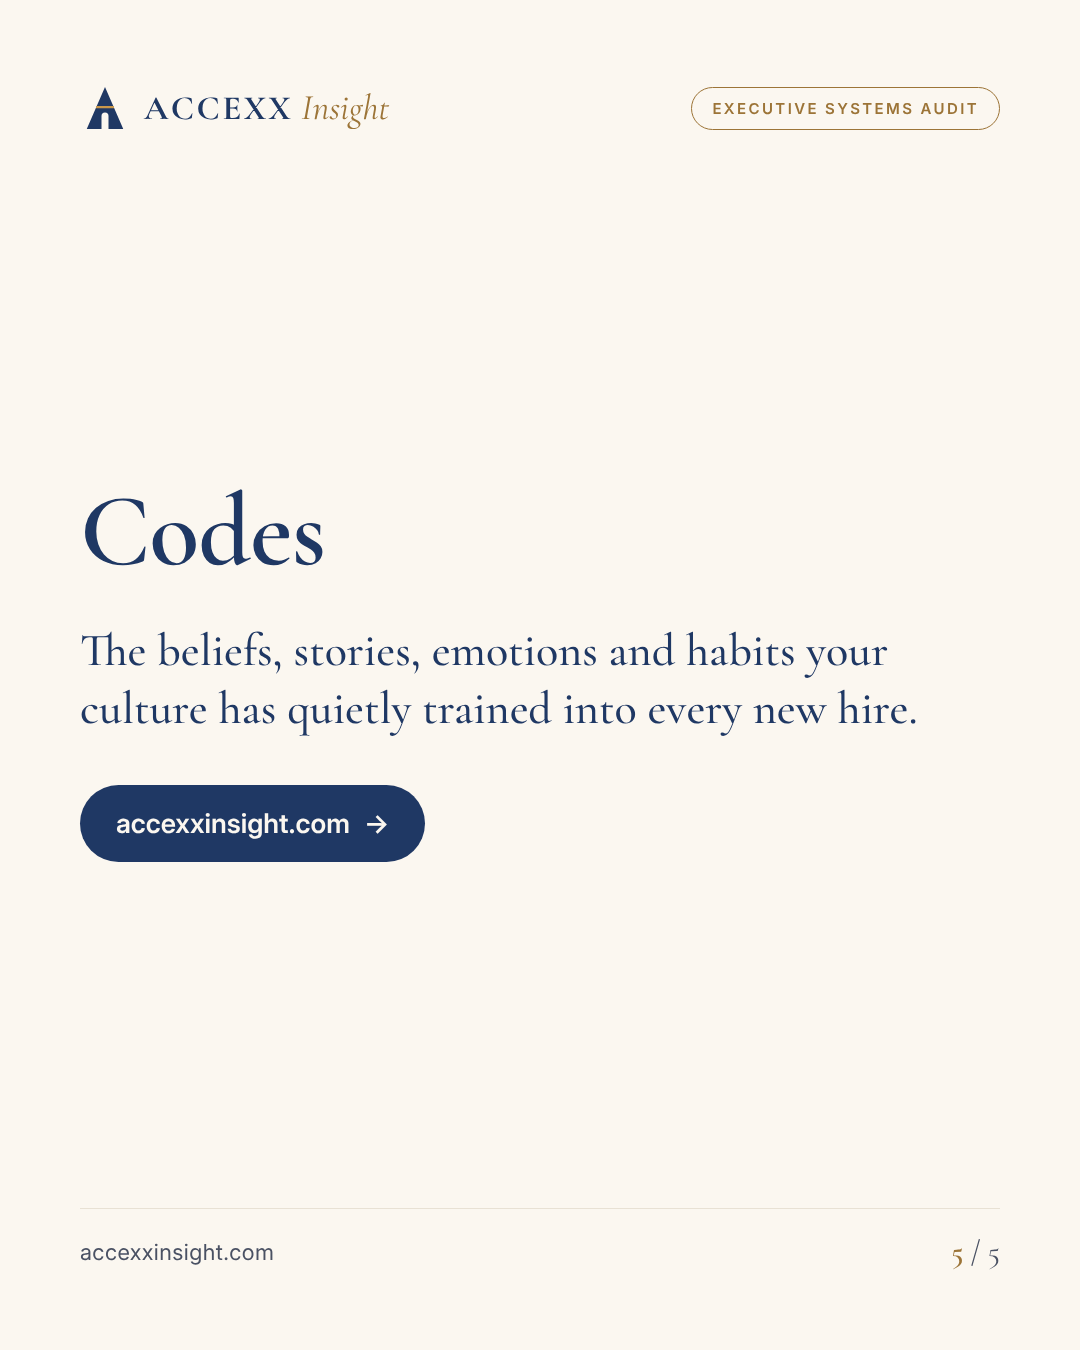 ACCEXX Insight
EXECUTIVE SYSTEMS AUDIT
Codes
The beliefs, stories, emotions and habits your
culture has quietly trained into every new hire.
accexxinsight.com →
accexxinsight.com
5 / 5